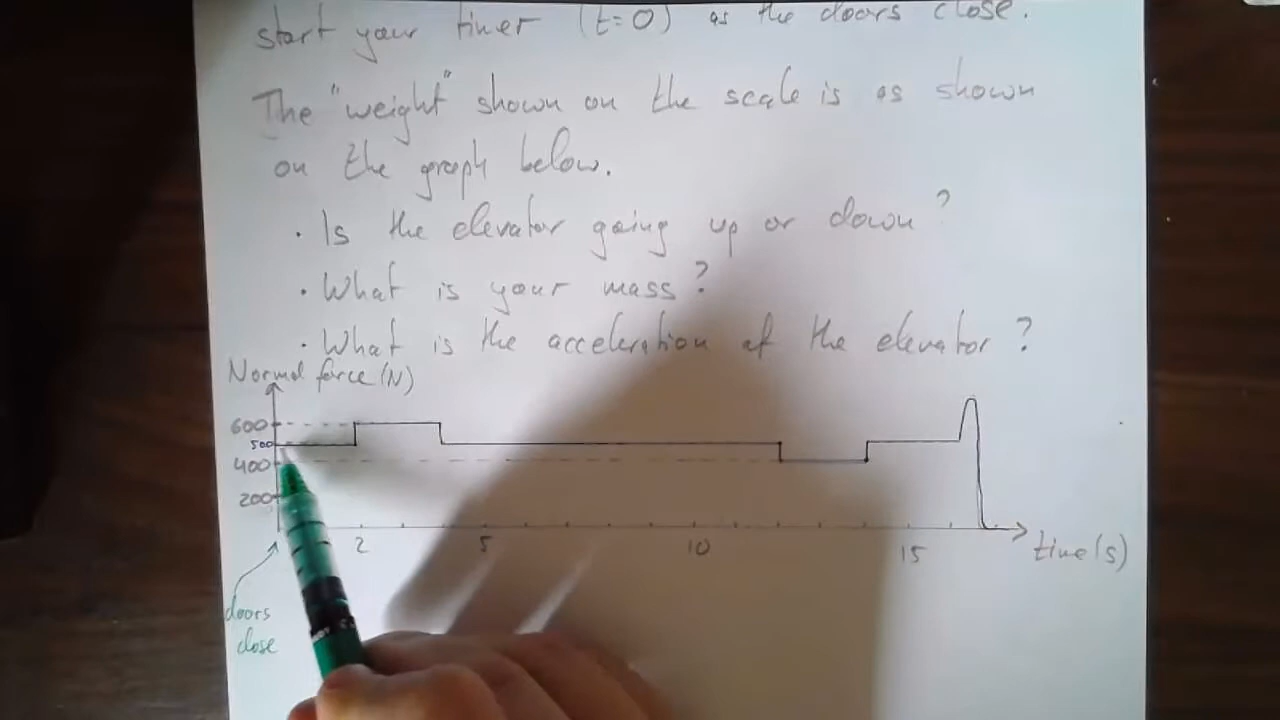 start your timer (t=0) as the doors close.
The "weight" shown on the scale is as shown
on the graph below.
• Is the elevator going up or down?
• What is your mass?
• What is the acceleration of the elevator?
Normal force (N)
600
500
400
200
2 5 10 15 time (s)
doors
close